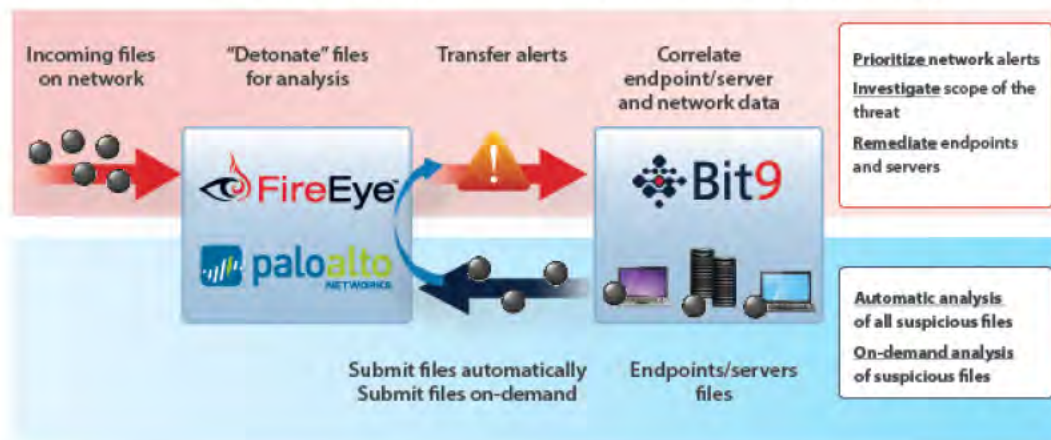 Incoming files
on network
“Detonate” files
for analysis
Transfer alerts
Correlate
endpoint/server
and network data
Prioritize network alerts
Investigate scope of the
threat
Remediate endpoints
and servers
!
FireEye™
Bit9
paloalto
NETWORKS
Automatic analysis
of all suspicious files
On-demand analysis
of suspicious files
Submit files automatically
Submit files on-demand
Endpoints/servers
files